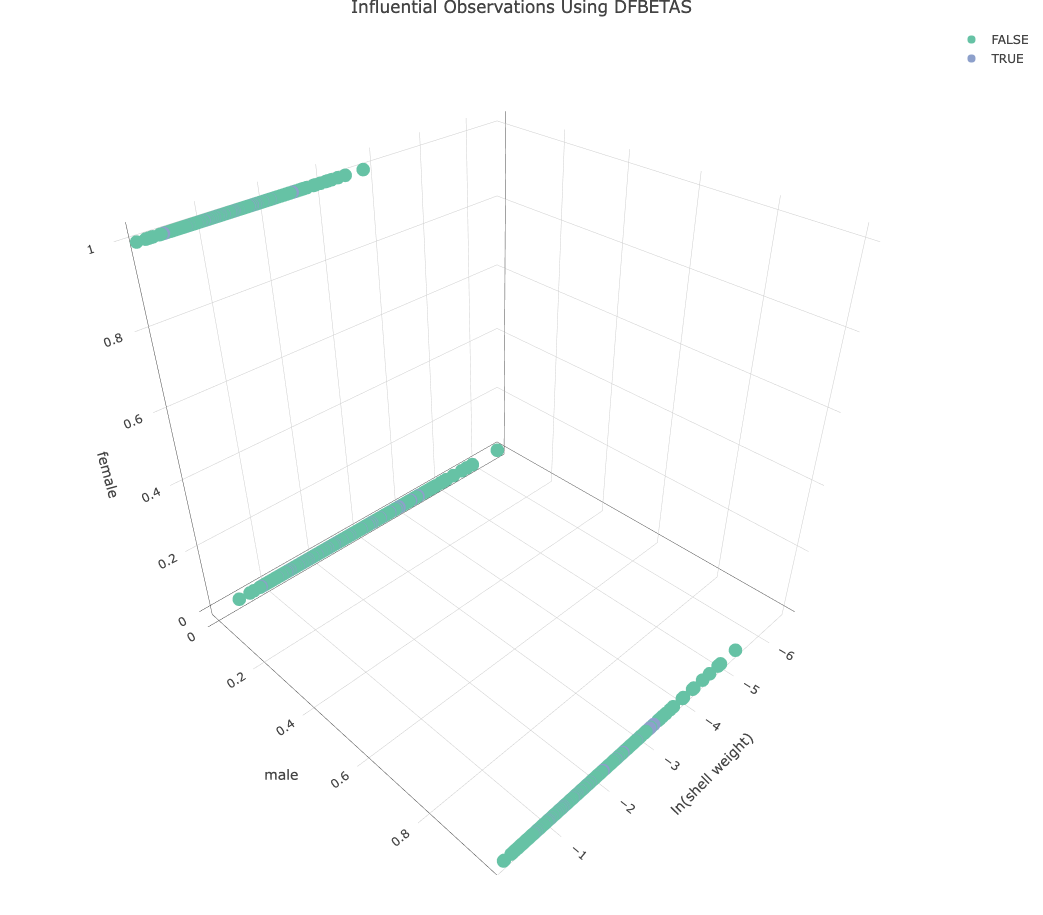 Influential Observations Using DFBETAS
FALSE
TRUE
1
0.8
0.6
0.4
0.2
0
female
0
0.2
0.4
0.6
0.8
male
−6
−5
−4
−3
−2
−1
ln(shell weight)